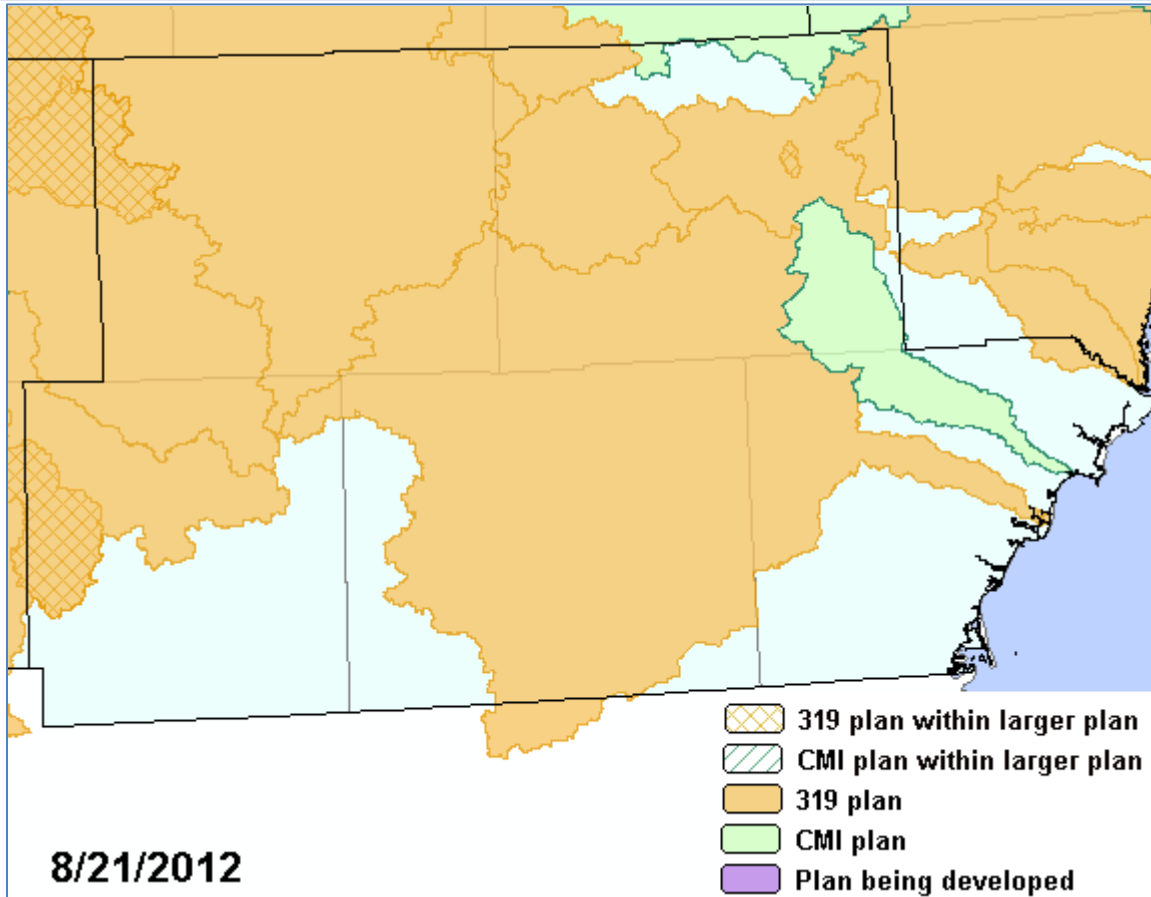 319 plan within larger plan
CMI plan within larger plan
319 plan
CMI plan
Plan being developed
8/21/2012